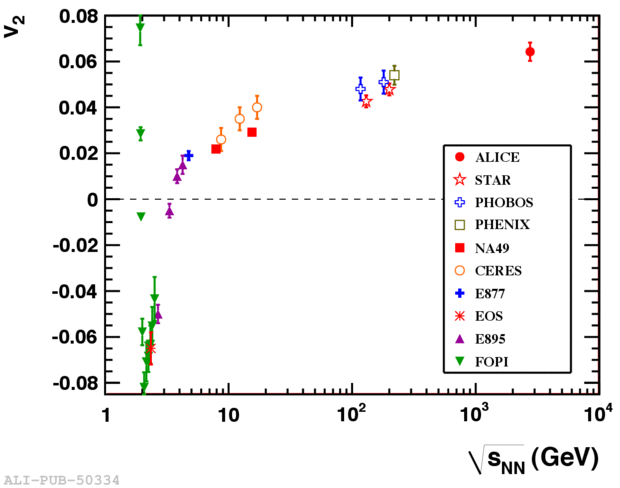 v2
0.08
0.06
0.04
0.02
0
-0.02
-0.04
-0.06
-0.08
ALICE
STAR
PHOBOS
PHENIX
NA49
CERES
E877
EOS
E895
FOPI
1 10 10² 10³ 10⁴
√sNN (GeV)
ALI-PUB-50334